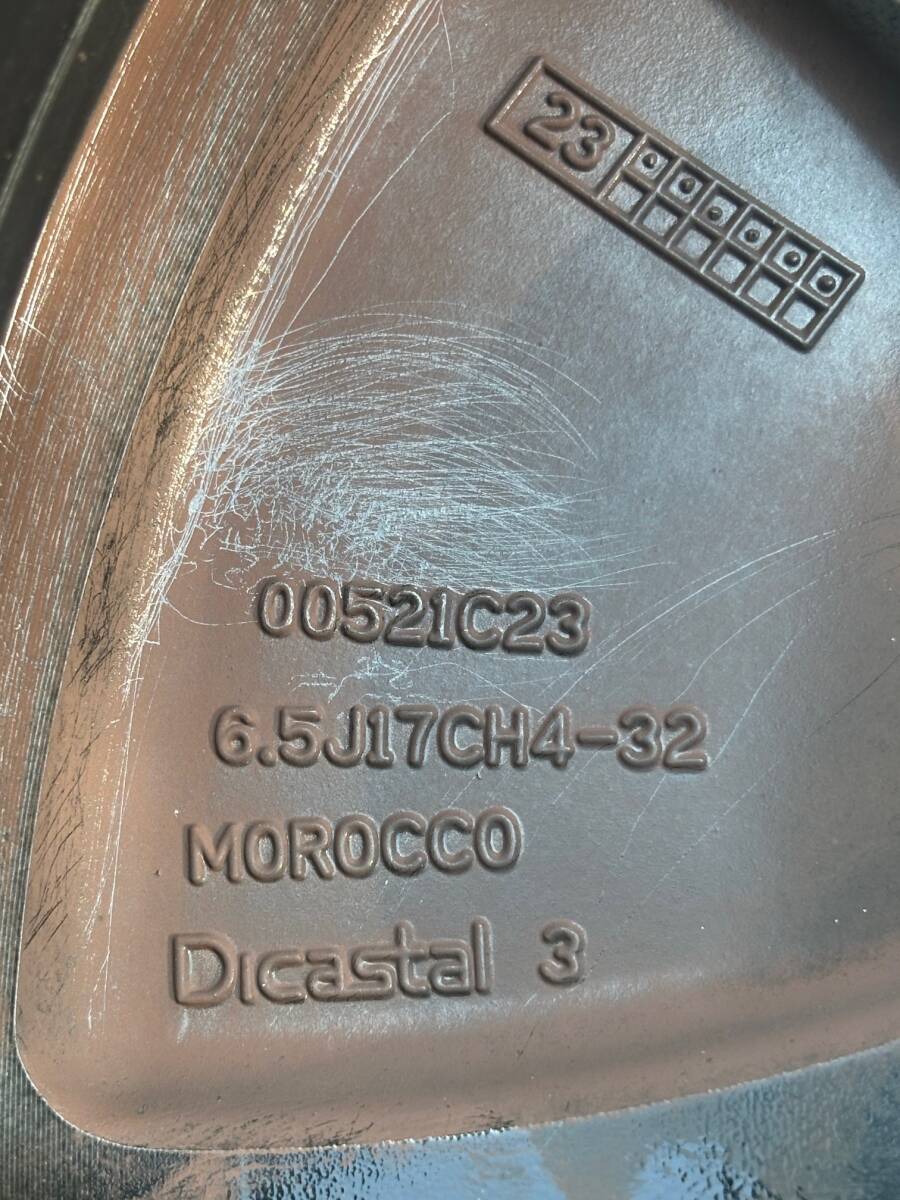 23
00521C23
6.5J17CH4-32
MOROCCO
Dicastal 3